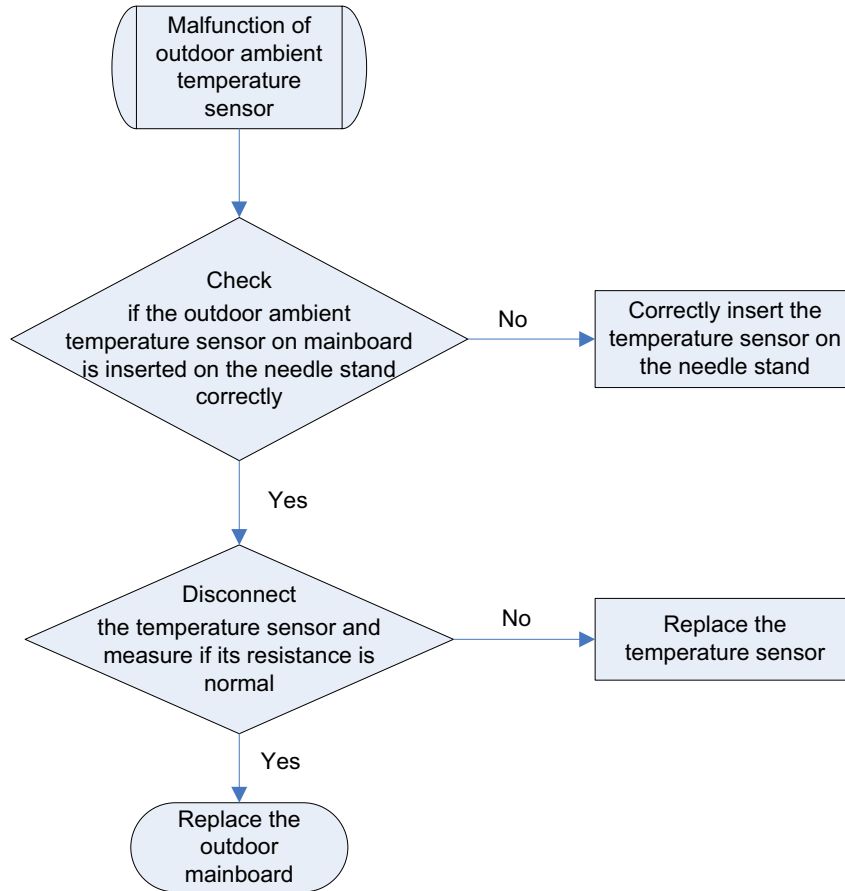 Malfunction of
outdoor ambient
temperature
sensor
Check
if the outdoor ambient
temperature sensor on mainboard
is inserted on the needle stand
correctly
No
Correctly insert the
temperature sensor on
the needle stand
Yes
Disconnect
the temperature sensor and
measure if its resistance is
normal
No
Replace the
temperature sensor
Yes
Replace the
outdoor
mainboard